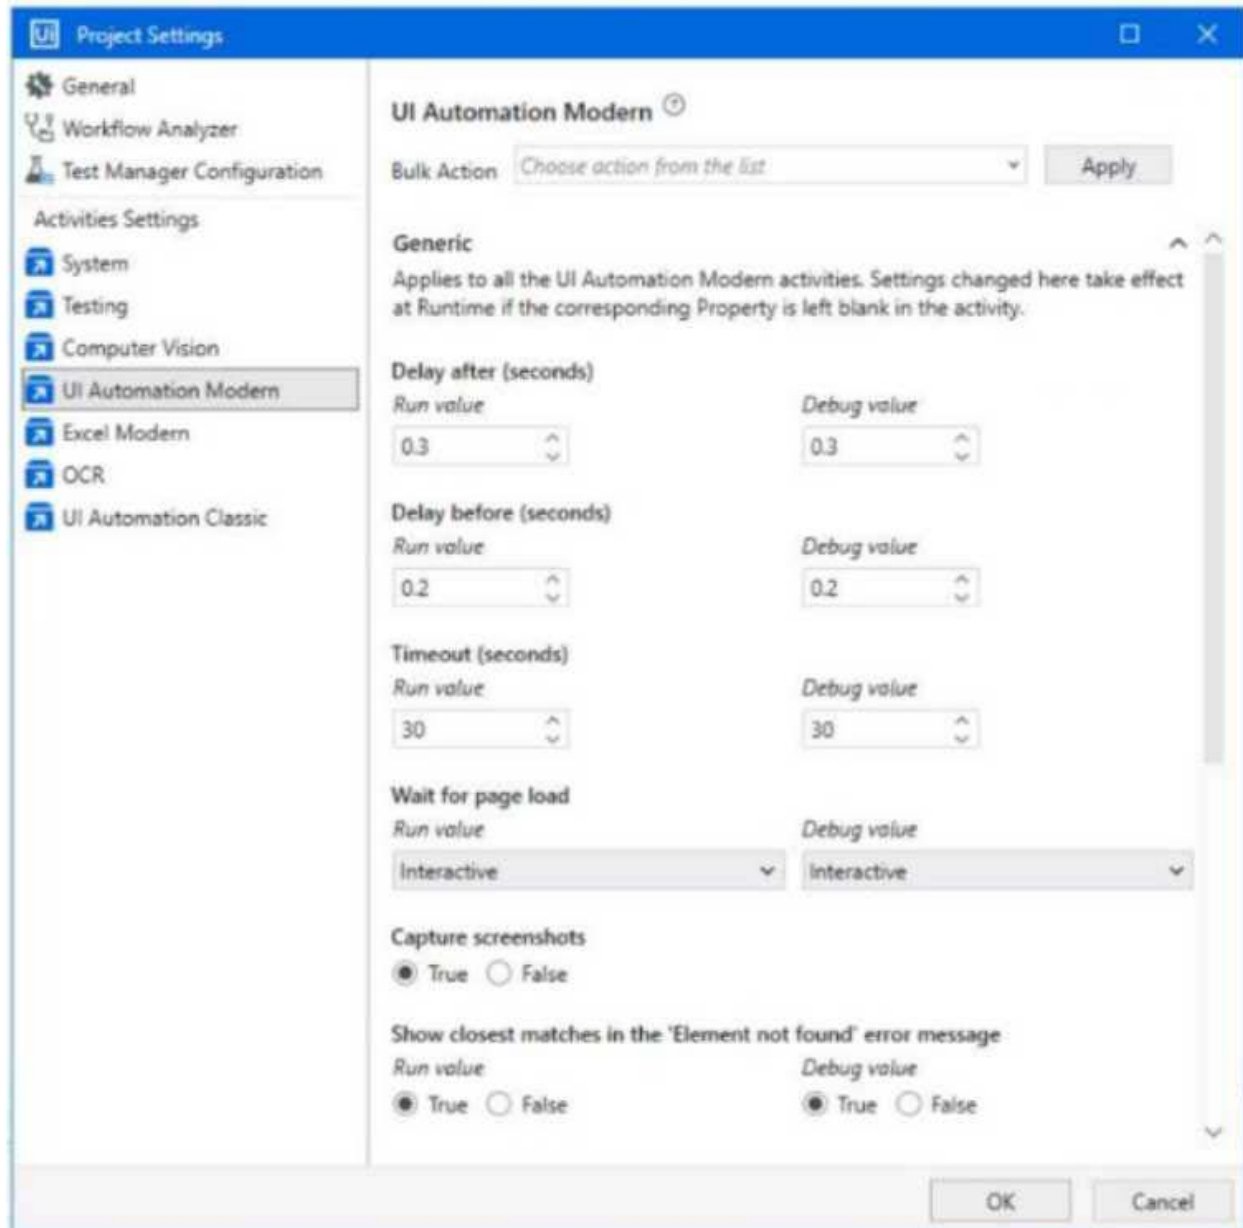 Ui Project Settings
General
Workflow Analyzer
Test Manager Configuration
Activities Settings
System
Testing
Computer Vision
UI Automation Modern
Excel Modern
OCR
UI Automation Classic
UI Automation Modern ?
Bulk Action Choose action from the list Apply
Generic
Applies to all the UI Automation Modern activities. Settings changed here take effect
at Runtime if the corresponding Property is left blank in the activity.
Delay after (seconds)
Run value Debug value
0.3 0.3
Delay before (seconds)
Run value Debug value
0.2 0.2
Timeout (seconds)
Run value Debug value
30 30
Wait for page load
Run value Debug value
Interactive Interactive
Capture screenshots
True False
Show closest matches in the 'Element not found' error message
Run value Debug value
True False True False
OK Cancel